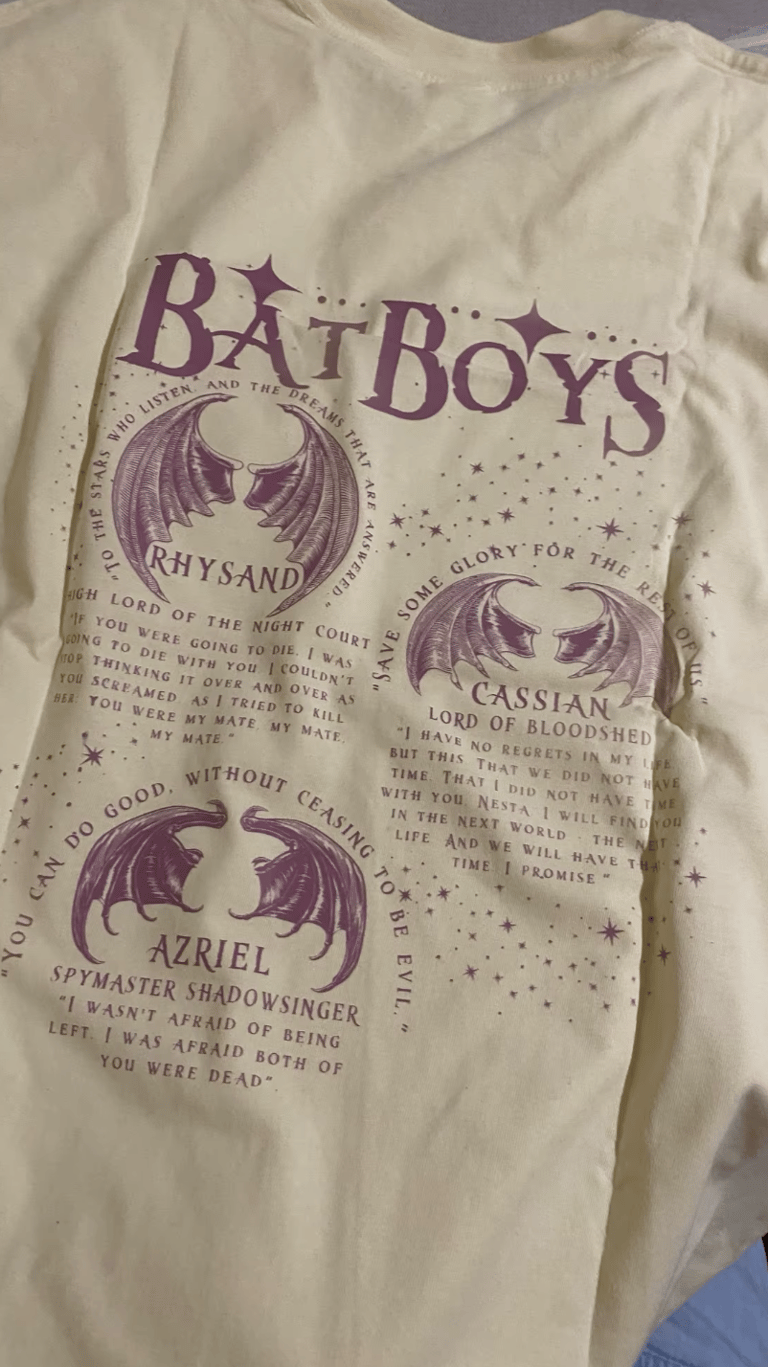 BATBOYS
"TO THE STARS WHO LISTEN, AND THE DREAMS THAT ARE ANSWERED."
RHYSAND
HIGH LORD OF THE NIGHT COURT
"IF YOU WERE GOING TO DIE, I WAS
GOING TO DIE WITH YOU. I COULDN'T
STOP THINKING IT OVER AND OVER AS
YOU SCREAMED, AS I TRIED TO KILL
HER: YOU WERE MY MATE, MY MATE,
MY MATE."
"SAVE SOME GLORY FOR THE REST OF US"
CASSIAN
LORD OF BLOODSHED
"I HAVE NO REGRETS IN MY LIFE,
BUT THIS. THAT WE DID NOT HAVE
TIME. THAT I DID NOT HAVE TIME
WITH YOU, NESTA. I WILL FIND YOU
IN THE NEXT WORLD - THE NEXT
LIFE. AND WE WILL HAVE THAT
TIME. I PROMISE"
"YOU CAN DO GOOD, WITHOUT CEASING TO BE EVIL."
AZRIEL
SPYMASTER SHADOWSINGER
"I WASN'T AFRAID OF BEING
LEFT. I WAS AFRAID BOTH OF
YOU WERE DEAD".